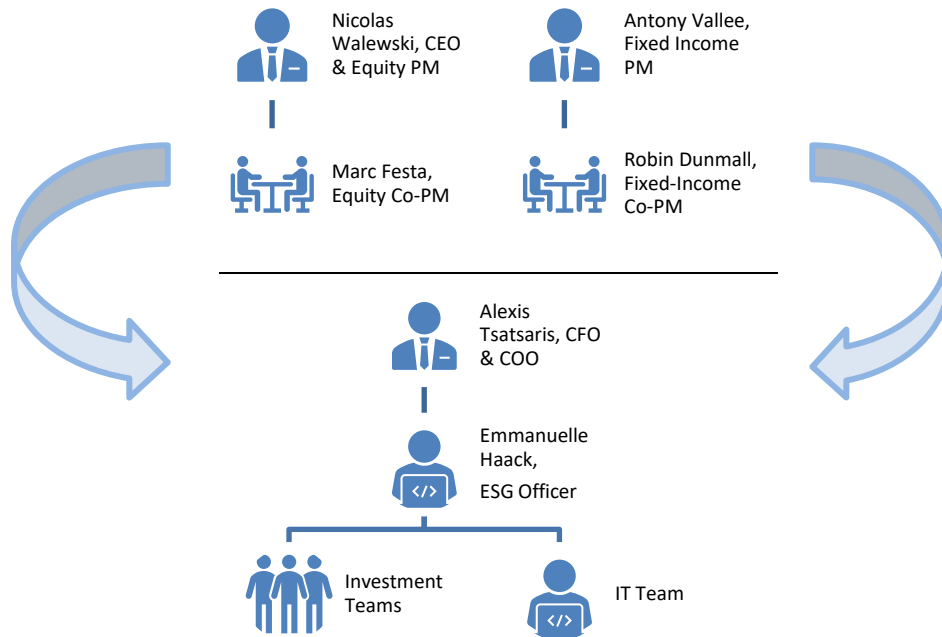 Nicolas
Walewski, CEO
& Equity PM
Antony Vallee,
Fixed Income
PM
Marc Festa,
Equity Co-PM
Robin Dunmall,
Fixed-Income
Co-PM
Alexis
Tsatsaris, CFO
& COO
Emmanuelle
Haack,
ESG Officer
</>
Investment
Teams
IT Team
</>